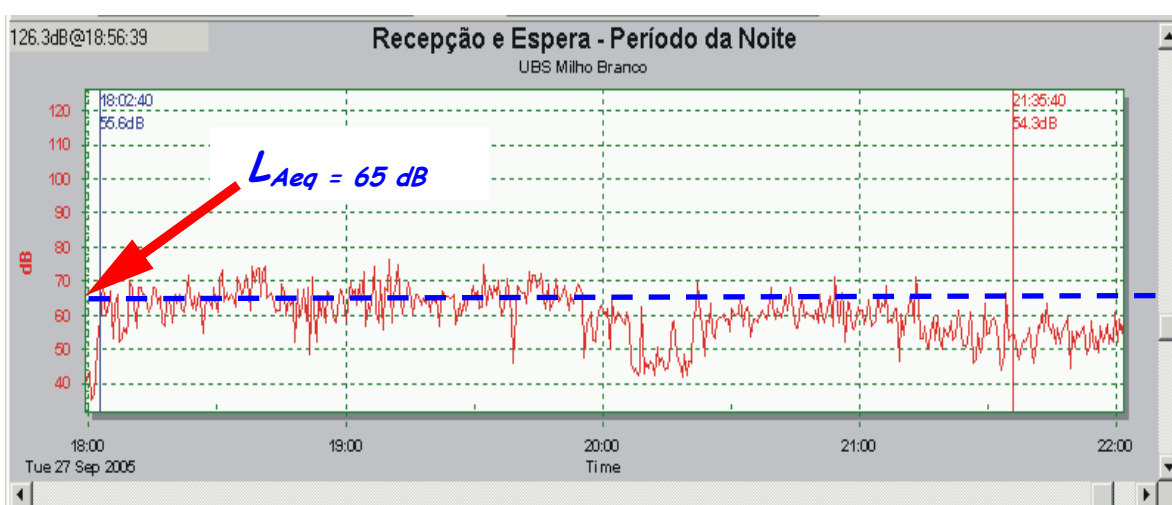 126.3dB@18:56:39
Recepção e Espera - Período da Noite
UBS Milho Branco
18:02:40
55.6dB
21:35:40
54.3dB
LAeq = 65 dB
120
110
100
90
80
70
60
50
40
dB
18:00
19:00
20:00
21:00
22:00
Tue 27 Sep 2005
Time